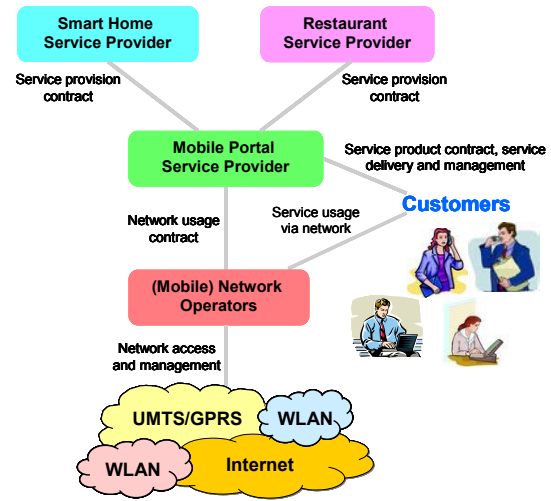 Smart Home
Service Provider
Restaurant
Service Provider
Service provision
contract
Service provision
contract
Mobile Portal
Service Provider
Service product contract, service
delivery and management
Customers
Network usage
contract
Service usage
via network
(Mobile) Network
Operators
Network access
and management
UMTS/GPRS
WLAN
WLAN
Internet